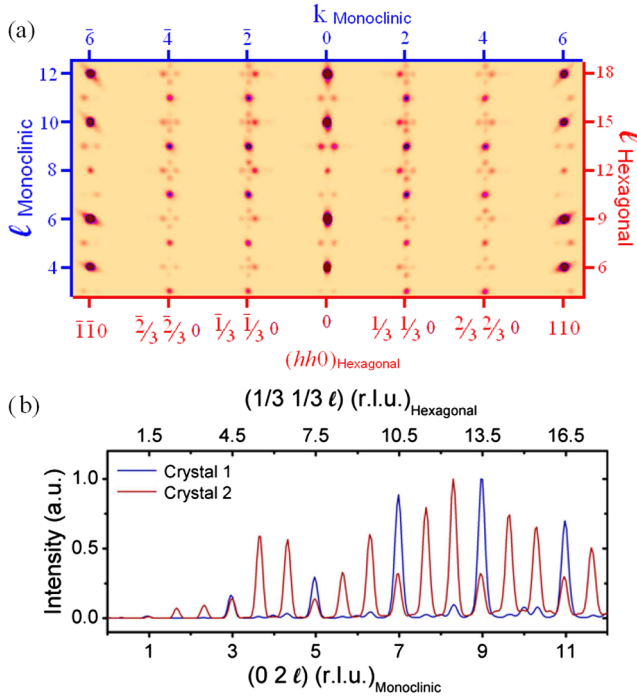 (a)
k Monoclinic
6̄ 4̄ 2̄ 0 2 4 6
ℓ Monoclinic
12
10
8
6
4
ℓ Hexagonal
18
15
12
9
6
1̄1̄0 2̄/3 2̄/3 0 1̄/3 1̄/3 0 0 1/3 1/3 0 2/3 2/3 0 110
(hh0)Hexagonal
(b)
(1/3 1/3 ℓ) (r.l.u.)Hexagonal
1.5 4.5 7.5 10.5 13.5 16.5
Intensity (a.u.)
1.0
0.5
0.0
Crystal 1
Crystal 2
1 3 5 7 9 11
(0 2 ℓ) (r.l.u.)Monoclinic